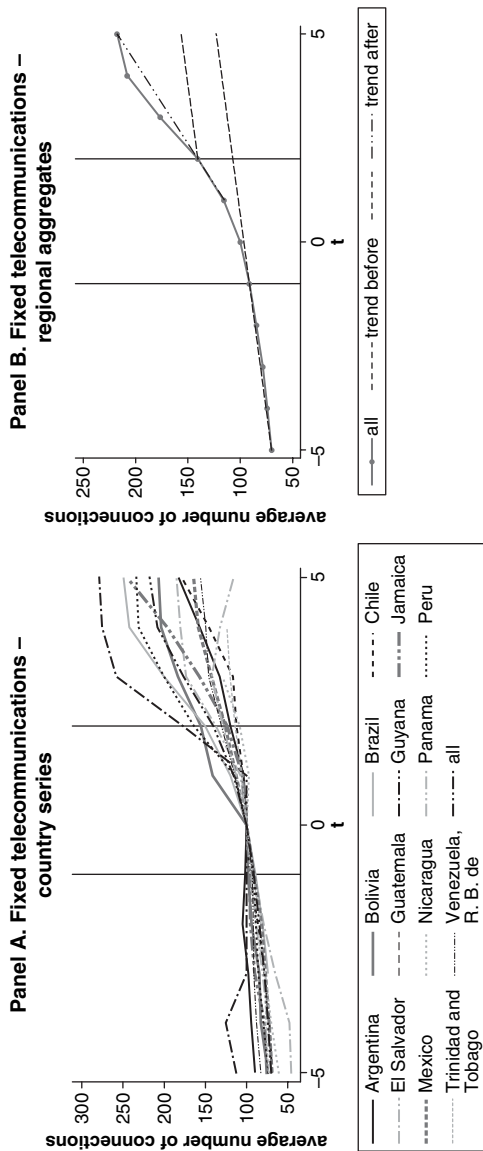 Panel A. Fixed telecommunications –
country series
average number of connections
300
250
200
150
100
50
–5
0
5
t
Argentina
Bolivia
Brazil
Chile
El Salvador
Guatemala
Guyana
Jamaica
Mexico
Nicaragua
Panama
Peru
Trinidad and
Tobago
Venezuela,
R. B. de
all
Panel B. Fixed telecommunications –
regional aggregates
average number of connections
250
200
150
100
50
–5
0
5
t
all
trend before
trend after